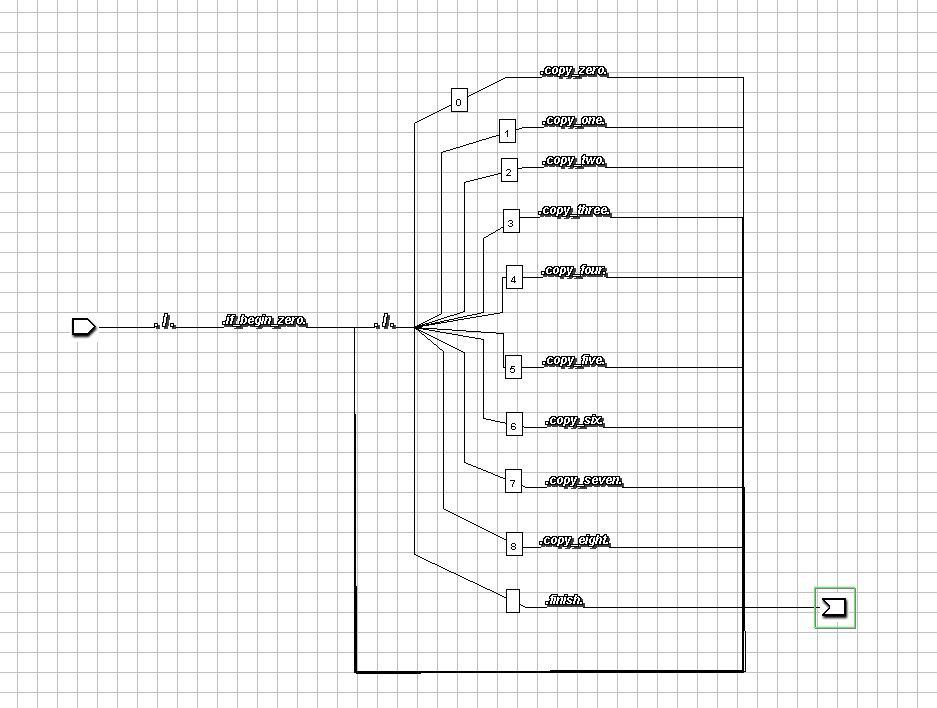 .copy_zero.
0
.copy_one.
1
.copy_two.
2
.copy_three.
3
.copy_four.
4
. l . .if_begin_zero. . l .
.copy_five.
5
.copy_six.
6
.copy_seven.
7
.copy_eight.
8
.finish.